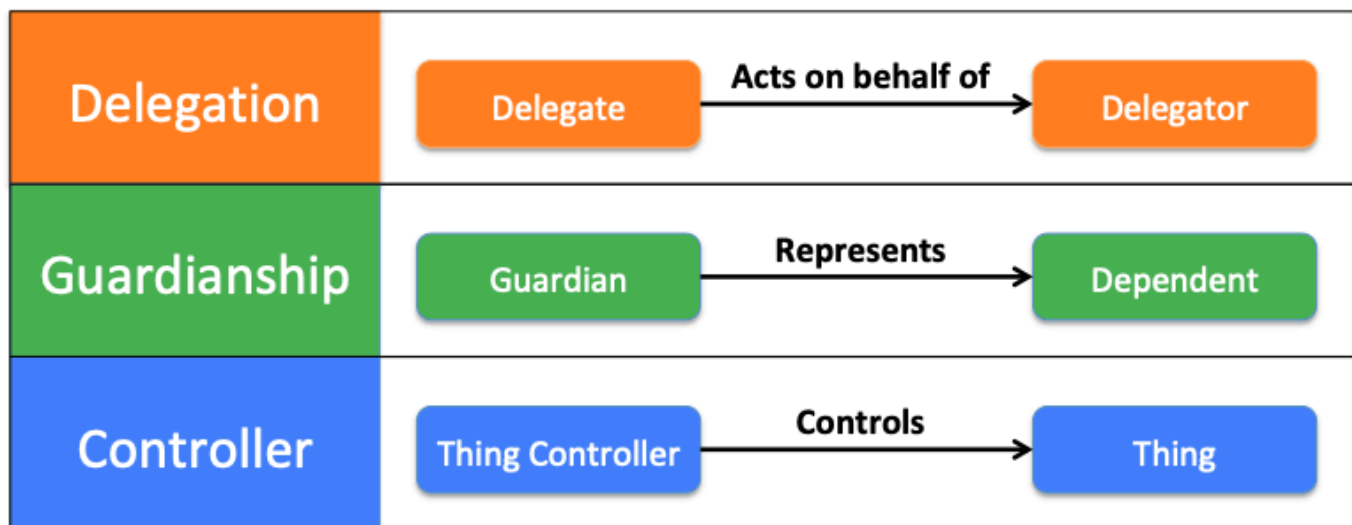 Delegation
Delegate
Acts on behalf of
Delegator
Guardianship
Guardian
Represents
Dependent
Controller
Thing Controller
Controls
Thing